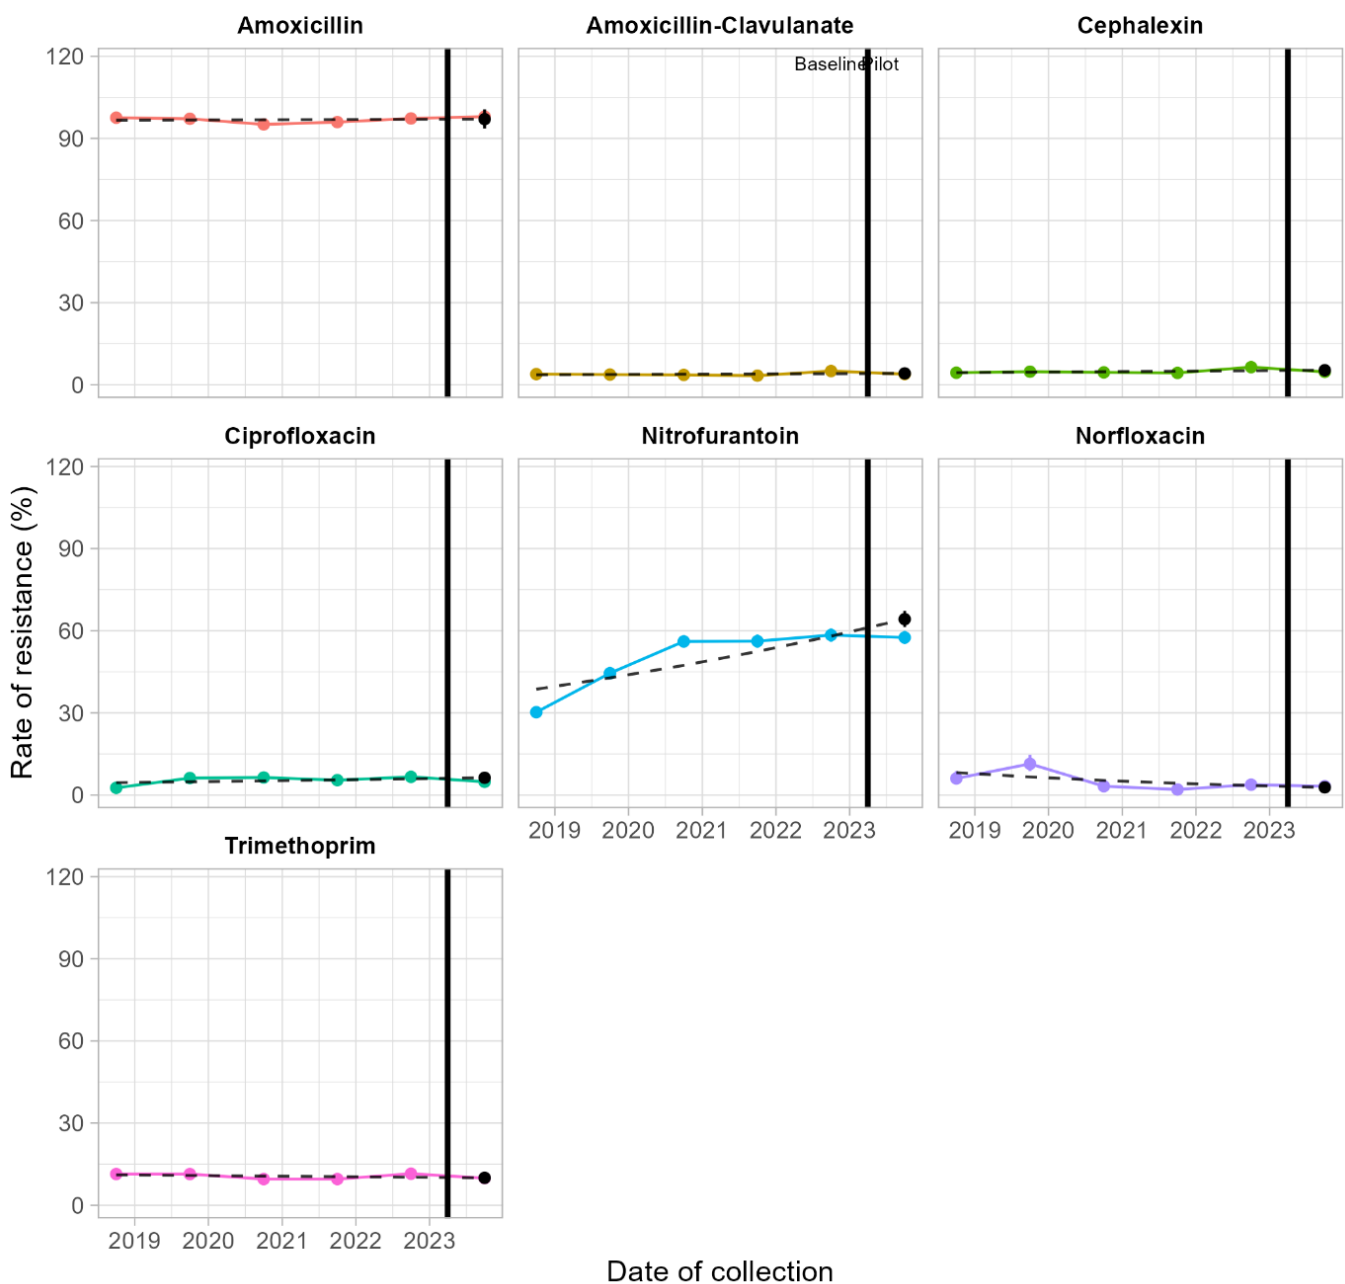 Amoxicillin
Amoxicillin-Clavulanate
Cephalexin
120
90
60
30
0
Baseline
Pilot
Ciprofloxacin
Nitrofurantoin
Norfloxacin
Rate of resistance (%)
120
90
60
30
0
2019 2020 2021 2022 2023
2019 2020 2021 2022 2023
Trimethoprim
120
90
60
30
0
2019 2020 2021 2022 2023
Date of collection